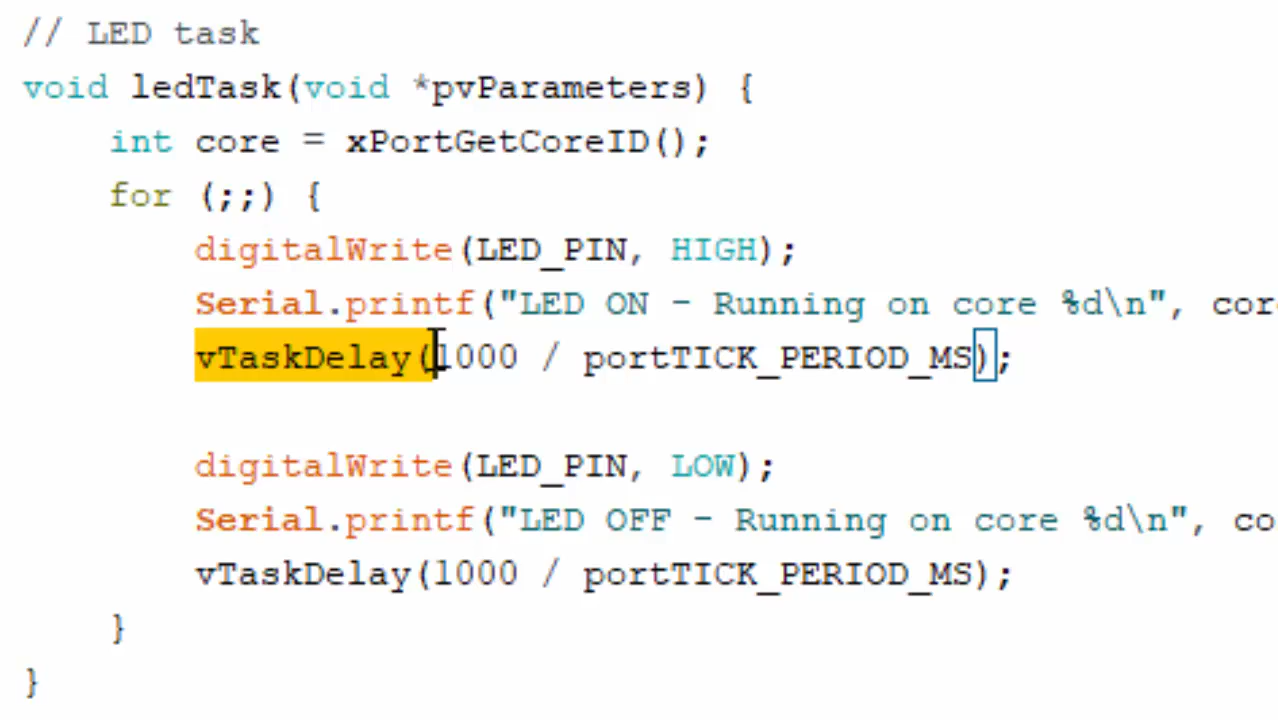 // LED task
void ledTask(void *pvParameters) {
int core = xPortGetCoreID();
for (;;) {
digitalWrite(LED_PIN, HIGH);
Serial.printf("LED ON - Running on core %d\n", cor
vTaskDelay(1000 / portTICK_PERIOD_MS);
digitalWrite(LED_PIN, LOW);
Serial.printf("LED OFF - Running on core %d\n", co
vTaskDelay(1000 / portTICK_PERIOD_MS);
}
}